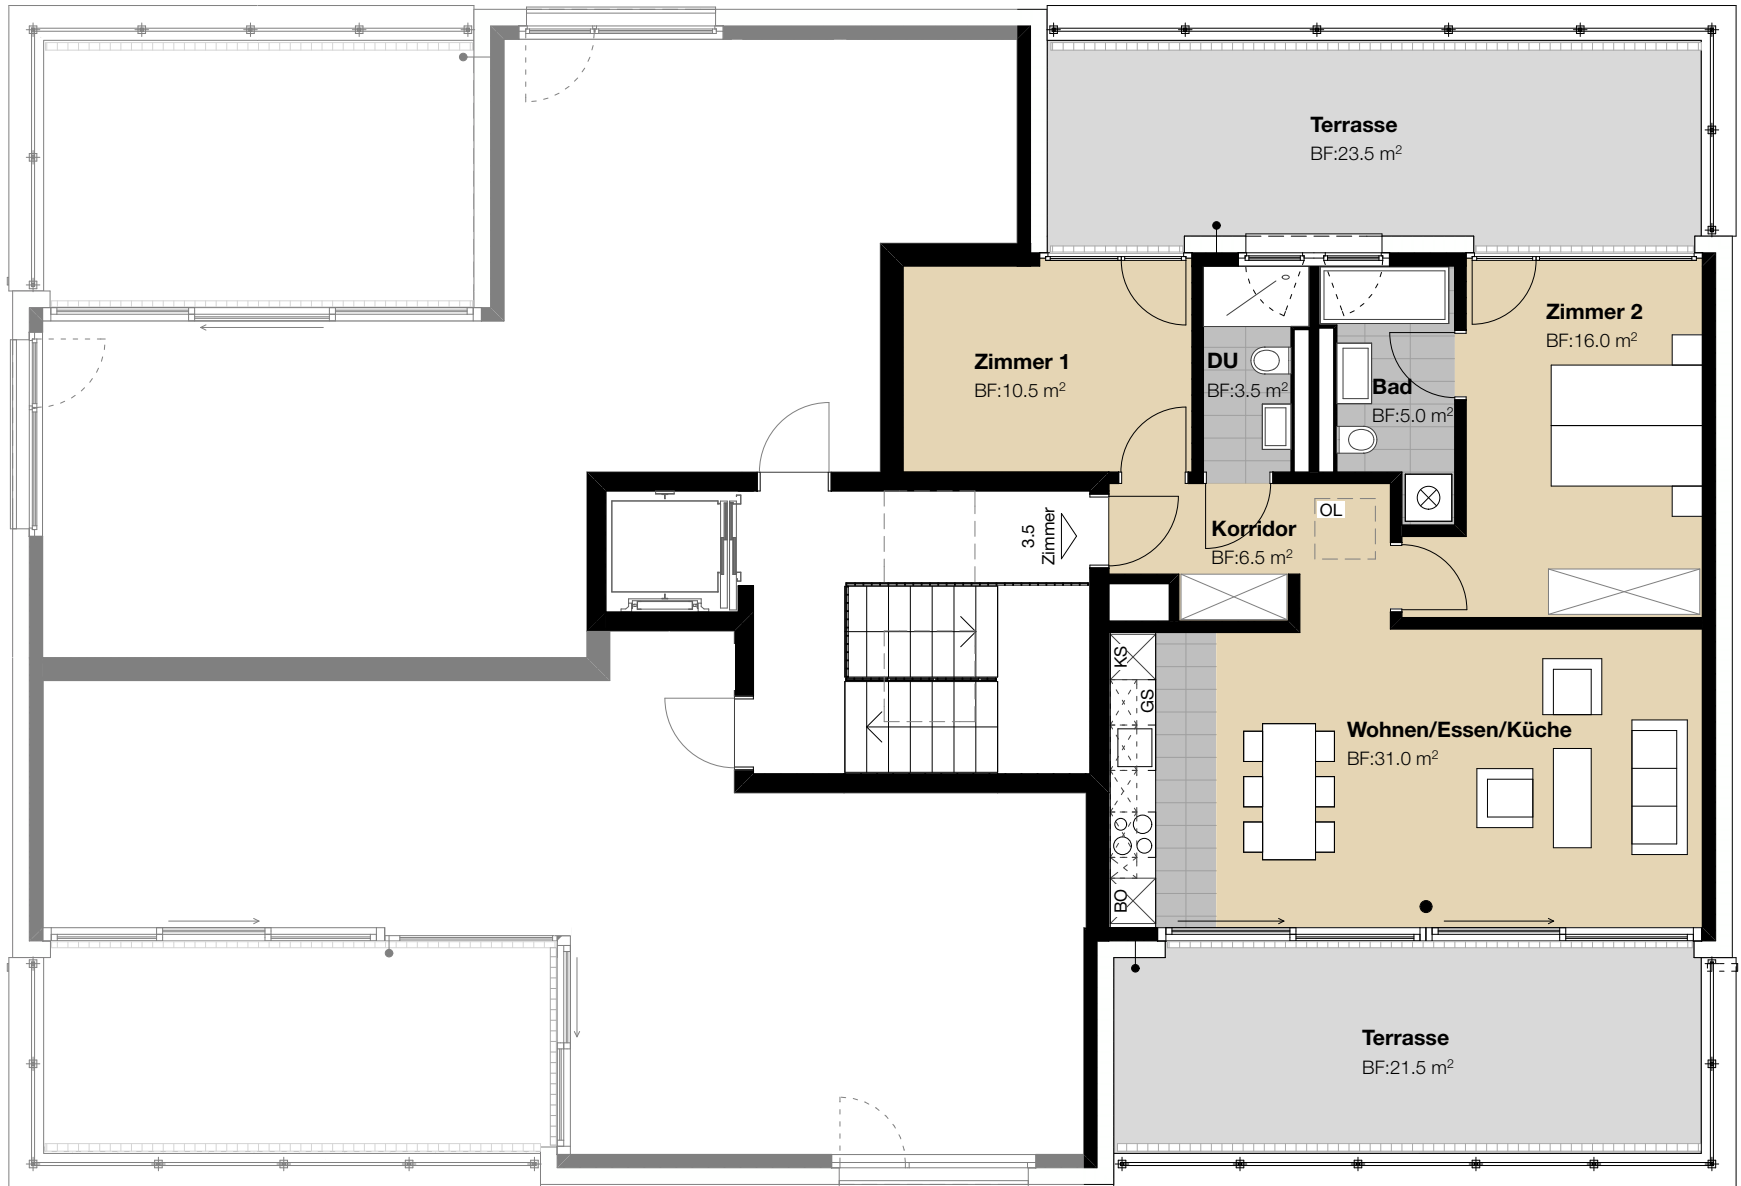 Terrasse
BF:23.5 m²
Zimmer 2
BF:16.0 m²
Zimmer 1
BF:10.5 m²
DU
BF:3.5 m²
Bad
BF:5.0 m²
3.5
Zimmer
Korridor
BF:6.5 m²
OL
KS
GS
BO
Wohnen/Essen/Küche
BF:31.0 m²
Terrasse
BF:21.5 m²